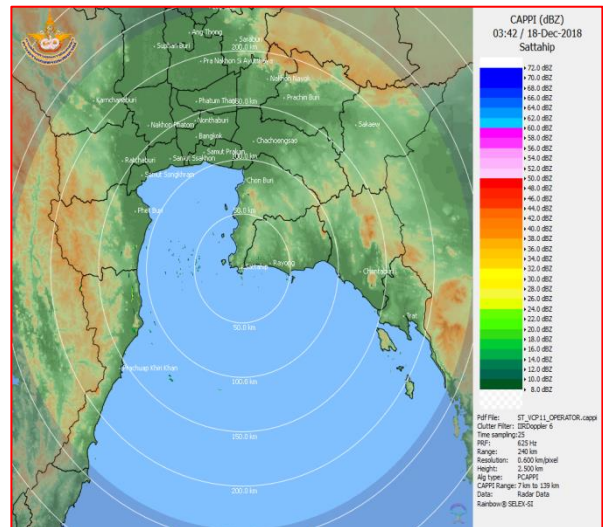 CAPPI (dBZ)
03:42 / 18-Dec-2018
Sattahip
72.0 dBZ
70.0 dBZ
68.0 dBZ
66.0 dBZ
64.0 dBZ
62.0 dBZ
60.0 dBZ
58.0 dBZ
56.0 dBZ
54.0 dBZ
52.0 dBZ
50.0 dBZ
48.0 dBZ
46.0 dBZ
44.0 dBZ
42.0 dBZ
40.0 dBZ
38.0 dBZ
36.0 dBZ
34.0 dBZ
32.0 dBZ
30.0 dBZ
28.0 dBZ
26.0 dBZ
24.0 dBZ
22.0 dBZ
20.0 dBZ
18.0 dBZ
16.0 dBZ
14.0 dBZ
12.0 dBZ
10.0 dBZ
8.0 dBZ
Pdf File: ST_VCP11_OPERATOR.cappi
Clutter Filter: IIRDoppler 6
Time sampling:25
PRF: 625 Hz
Range: 240 km
Resolution: 0.600 km/pixel
Height: 2.500 km
Alg type: PCAPPI
CAPPI Range: 7 km to 139 km
Data: Radar Data
Rainbow® SELEX-SI
Ang Thong
Suphan Buri
Saraburi
200.0 km
Pra Nakhon Si Ayutthaya
Nakhon Nayok
Kanchanaburi
Phatum Thani
Prachin Buri
Nonthaburi
Nakhon Phatom
Sakaew
Bangkok
Chachoengsao
Samut Prakan
Ratchaburi
Samut Ssakhon
100.0 km
Samut Songkhram
Chon Buri
Phet Buri
50.0 km
Rayong
Chantaburi
Trat
50.0 km
Prachuap Khiri Khan
100.0 km
150.0 km
200.0 km